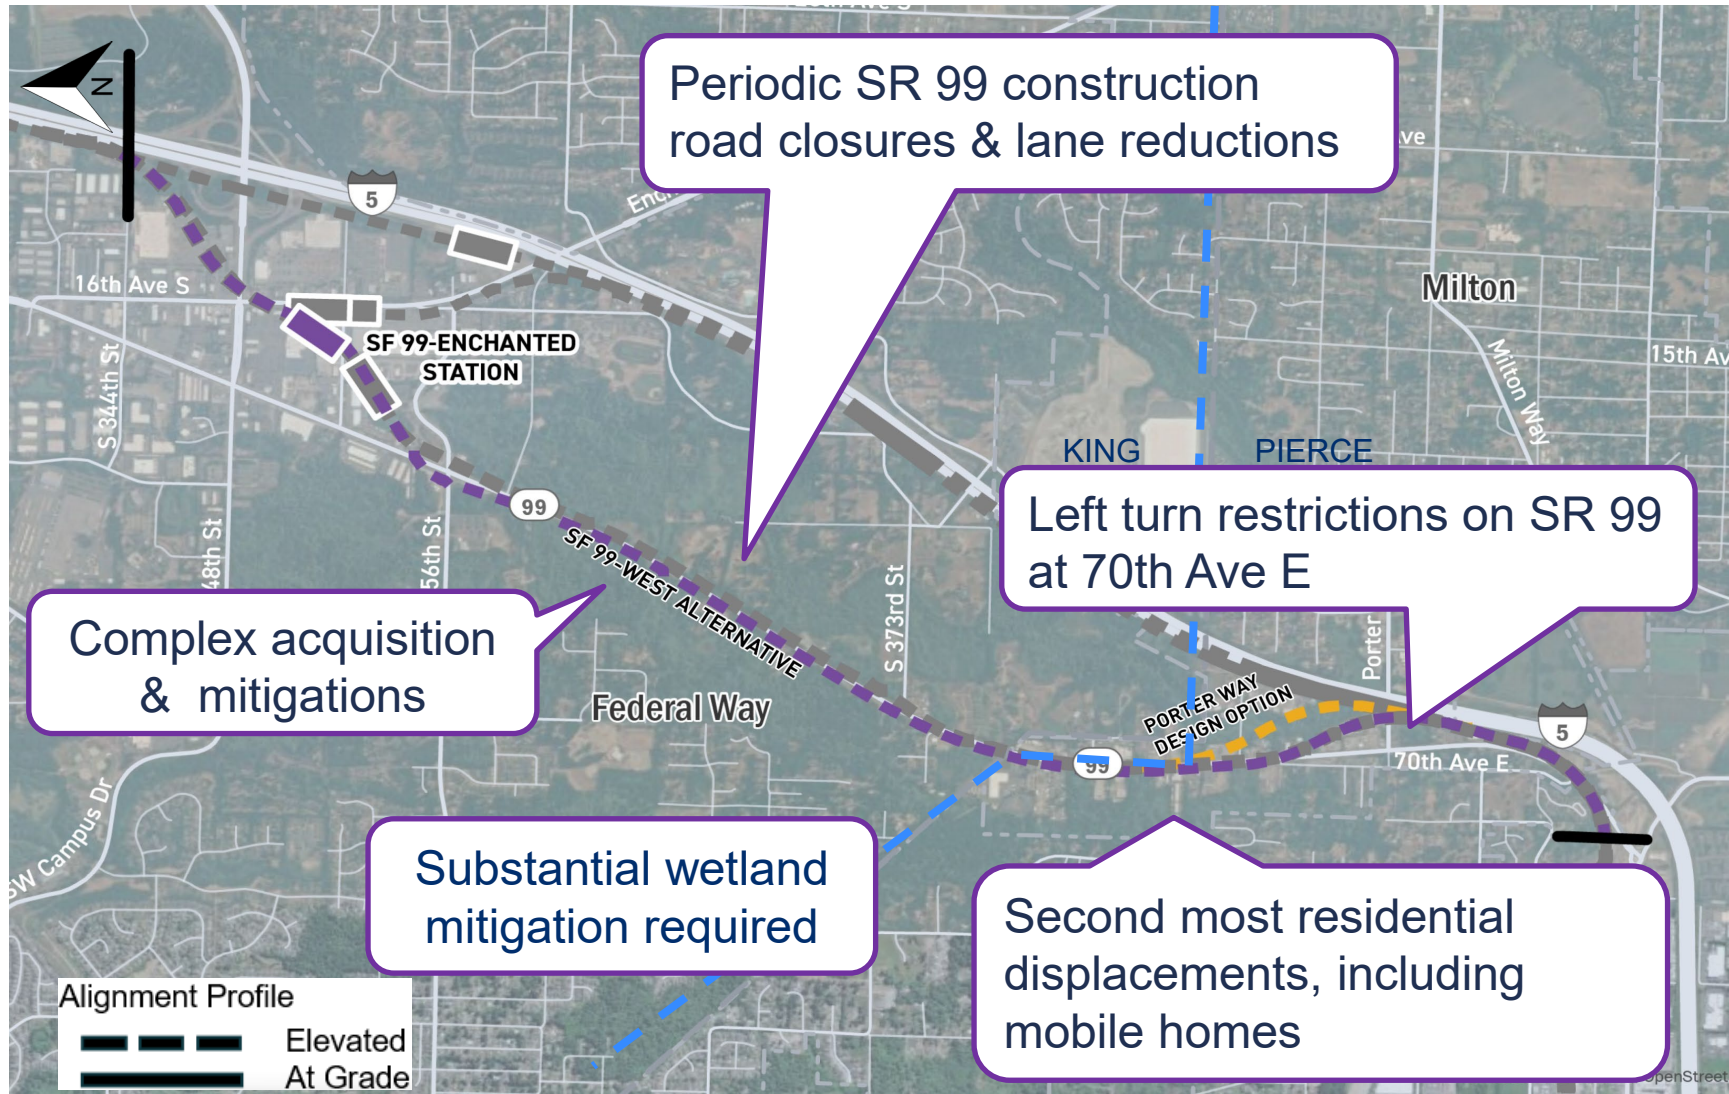 N
Periodic SR 99 construction
road closures & lane reductions
5
16th Ave S
Milton
SF 99-ENCHANTED
STATION
S 344th St
15th Av
Milton Way
KING
PIERCE
99
Left turn restrictions on SR 99
at 70th Ave E
48th St
56th St
SF 99-WEST ALTERNATIVE
S 373rd St
Complex acquisition
& mitigations
Porter
Federal Way
PORTER WAY
DESIGN OPTION
5
99
70th Ave E
SW Campus Dr
Substantial wetland
mitigation required
Second most residential
displacements, including
mobile homes
Alignment Profile
Elevated
At Grade
OpenStreet